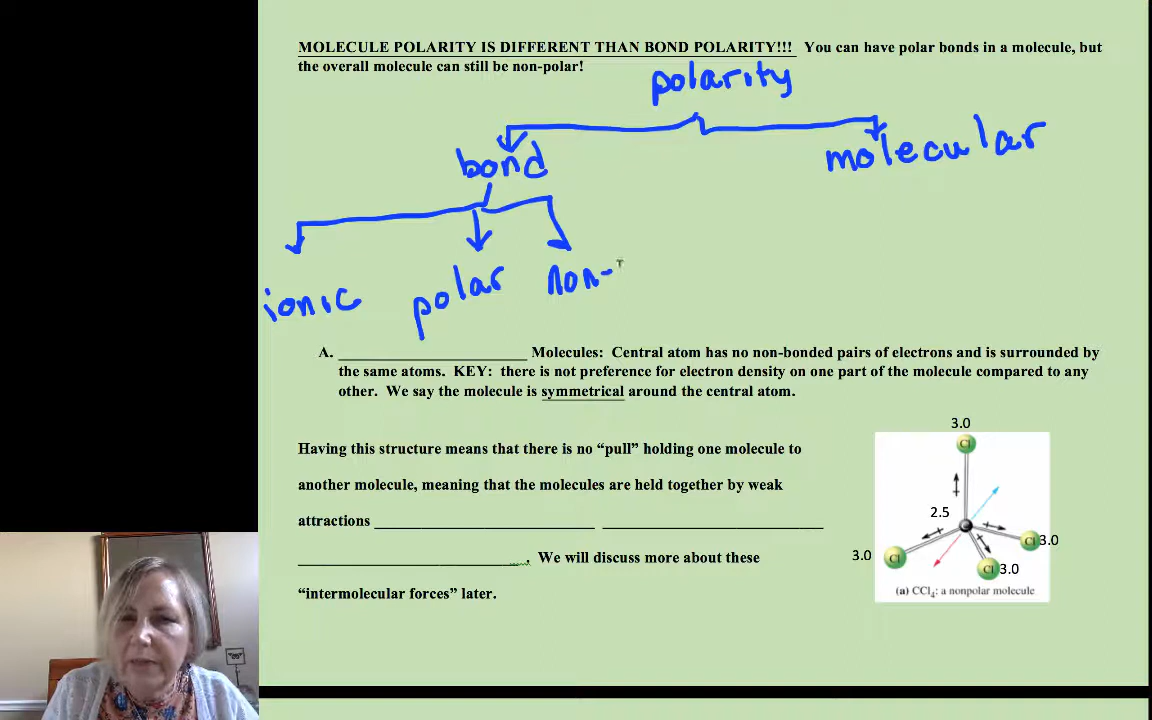 MOLECULE POLARITY IS DIFFERENT THAN BOND POLARITY!!! You can have polar bonds in a molecule, but
the overall molecule can still be non-polar!
polarity
bond
molecular
ionic polar non-
A. ____________________ Molecules: Central atom has no non-bonded pairs of electrons and is surrounded by
the same atoms. KEY: there is not preference for electron density on one part of the molecule compared to any
other. We say the molecule is symmetrical around the central atom.
Having this structure means that there is no “pull” holding one molecule to
another molecule, meaning that the molecules are held together by weak
attractions ____________________ ____________________
____________________. We will discuss more about these
“intermolecular forces” later.
3.0
Cl
2.5
3.0 Cl
Cl 3.0
Cl 3.0
(a) CCl₄: a nonpolar molecule